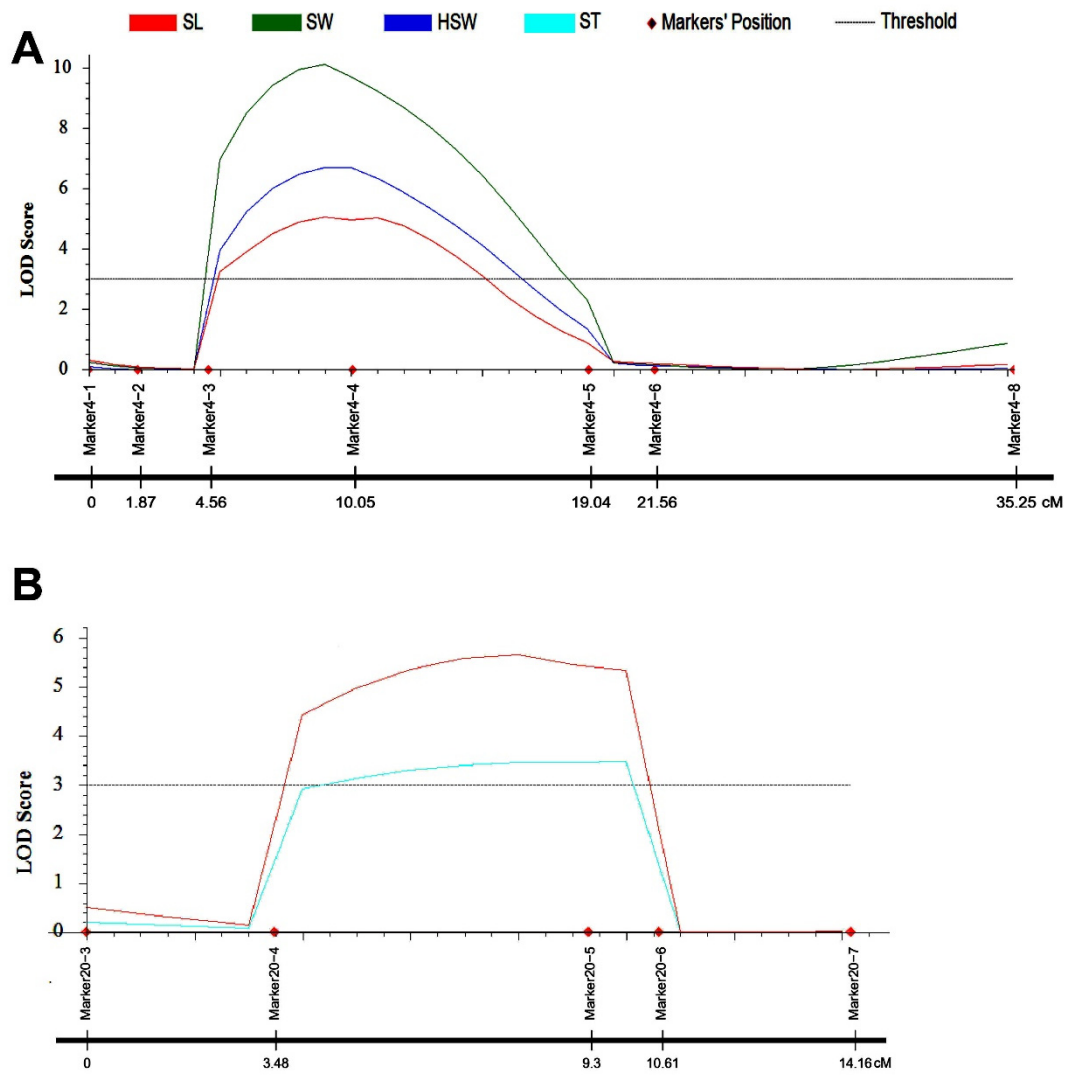 SL SW HSW ST Markers' Position Threshold
A
10
8
6
4
2
0
LOD Score
Marker4-1 Marker4-2 Marker4-3 Marker4-4 Marker4-5 Marker4-6 Marker4-8
0 1.87 4.56 10.05 19.04 21.56 35.25 cM
B
6
5
4
3
2
1
0
LOD Score
Marker20-3 Marker20-4 Marker20-5 Marker20-6 Marker20-7
0 3.48 9.3 10.61 14.16 cM